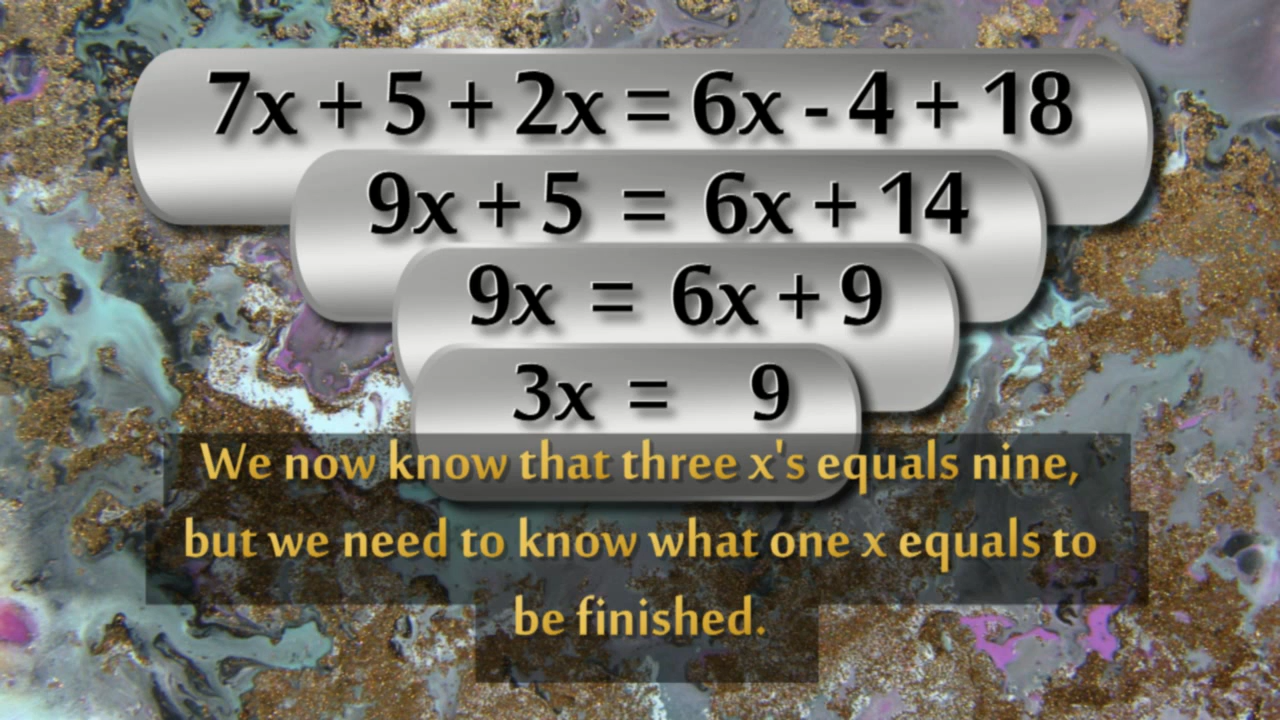 7x + 5 + 2x = 6x - 4 + 18
9x + 5 = 6x + 14
9x = 6x + 9
3x = 9
We now know that three x's equals nine,
but we need to know what one x equals to
be finished.